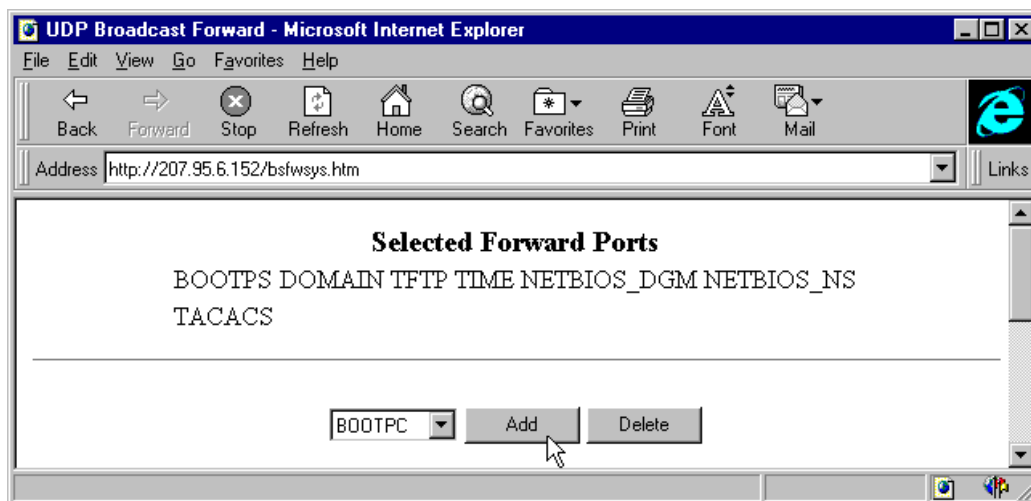 UDP Broadcast Forward - Microsoft Internet Explorer
File Edit View Go Favorites Help
Back Forward Stop Refresh Home Search Favorites Print Font Mail
Address http://207.95.6.152/bsfwsys.htm Links
Selected Forward Ports
BOOTPS DOMAIN TFTP TIME NETBIOS_DGM NETBIOS_NS
TACACS
BOOTPC Add Delete